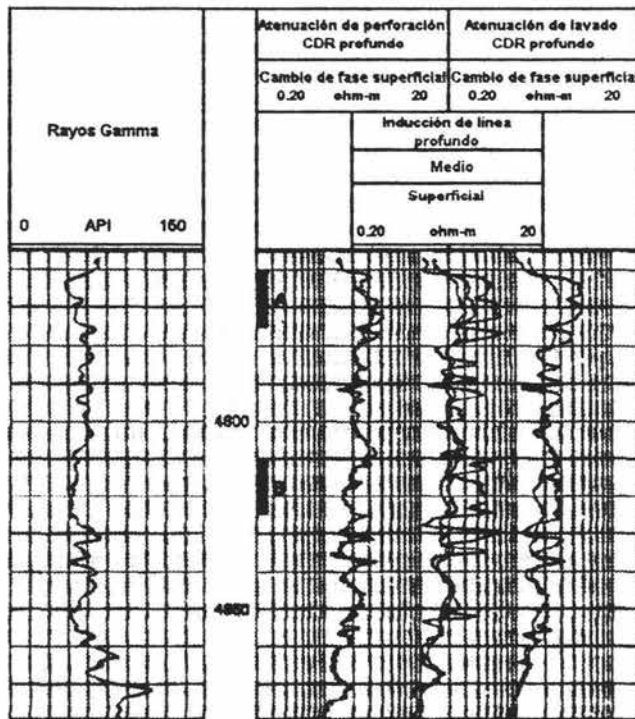 Atenuación de perforación
CDR profundo
Atenuación de lavado
CDR profundo
Cambio de fase superficial
0.20 ohm-m 20
Cambio de fase superficial
0.20 ohm-m 20
Rayos Gamma
0 API 150
Inducción de línea
profundo
Medio
Superficial
0.20 ohm-m 20
A
4800
B
4850